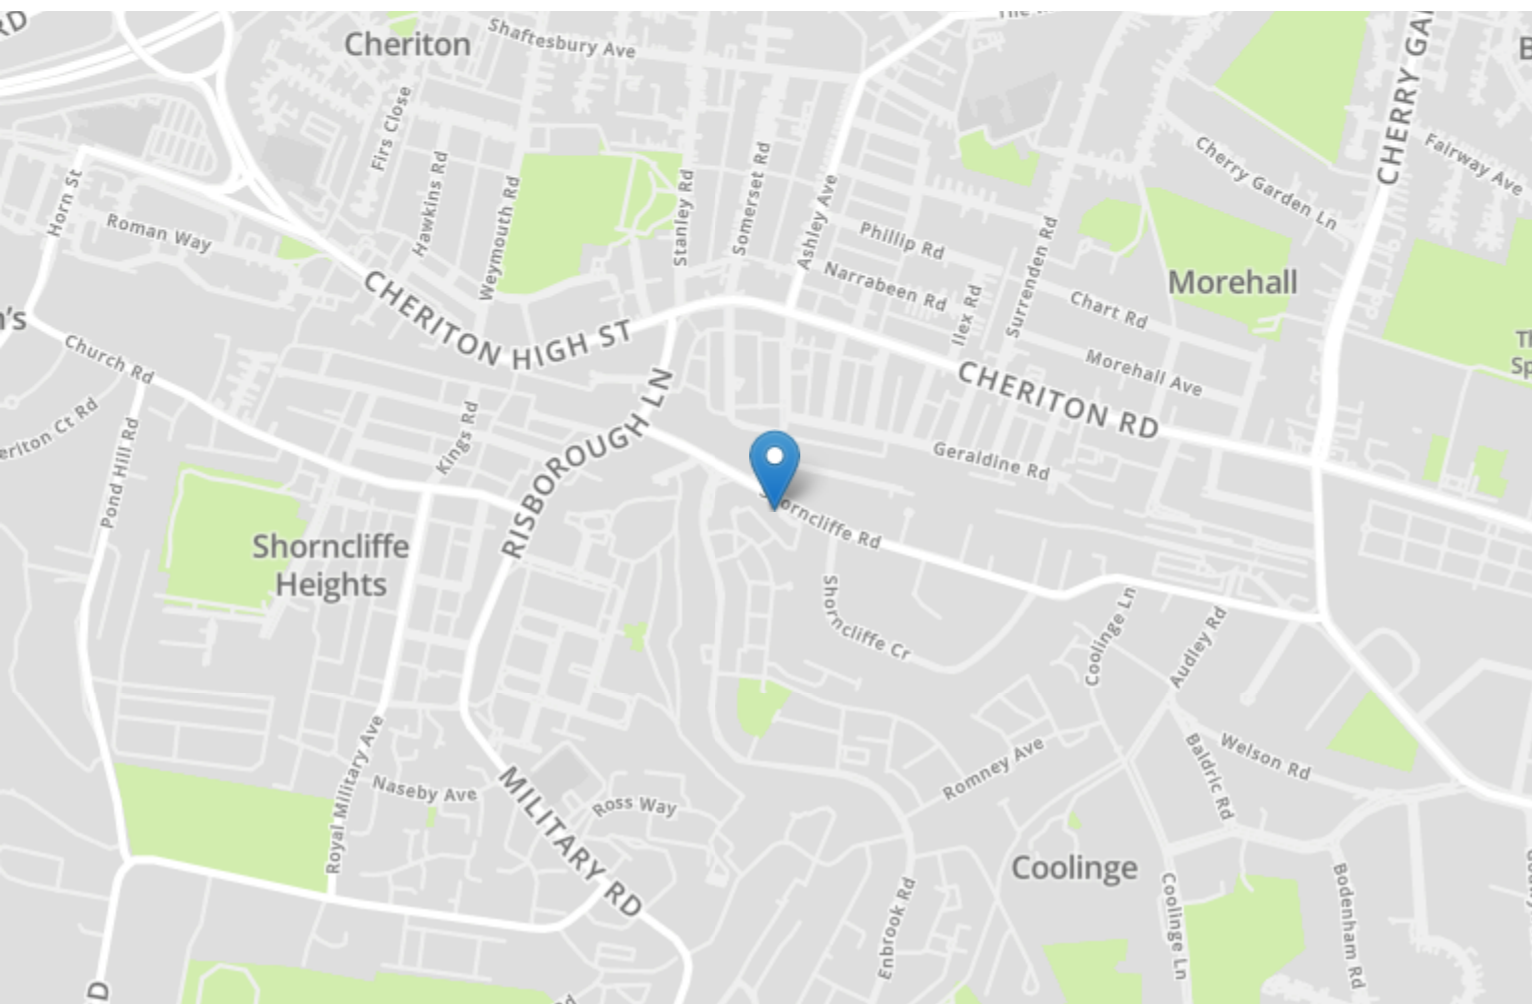 RD
Cheriton
Shaftesbury Ave
CHERRY GA
Firs Close
Hawkins Rd
Weymouth Rd
Stanley Rd
Somerset Rd
Ashley Ave
Cherry Garden Ln
Fairway Ave
Horn St
Roman Way
Phillip Rd
Narrabeen Rd
Ilex Rd
Surrenden Rd
Chart Rd
Morehall
Morehall Ave
CHERITON HIGH ST
CHERITON RD
n's
Church Rd
eriton Ct Rd
Pond Hill Rd
Kings Rd
RISBOROUGH LN
Geraldine Rd
Th
Sp
Shorncliffe Rd
Shorncliffe
Heights
Shorncliffe Cr
Coolinge Ln
Audley Rd
Royal Military Ave
Naseby Ave
MILITARY RD
Ross Way
Romney Ave
Baldric Rd
Welson Rd
Coolinge
Enbrook Rd
Coolinge Ln
Bodenham Rd
D